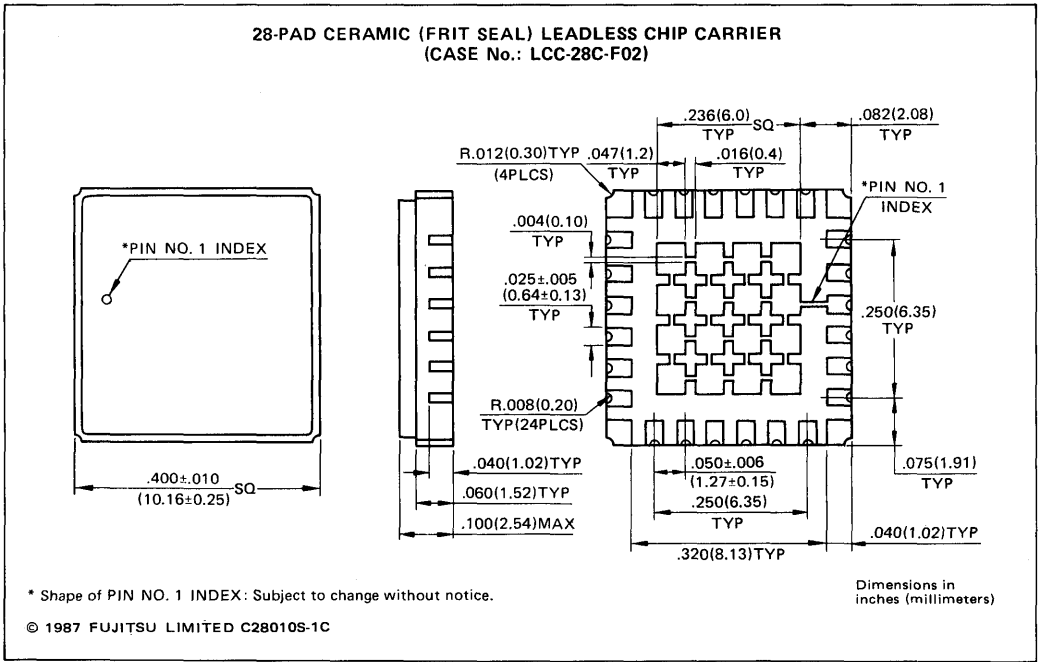 28-PAD CERAMIC (FRIT SEAL) LEADLESS CHIP CARRIER
(CASE No.: LCC-28C-F02)
.236(6.0) SQ
TYP
.082(2.08)
TYP
R.012(0.30)TYP
(4PLCS)
.047(1.2)
TYP
.016(0.4)
TYP
*PIN NO. 1
INDEX
*PIN NO. 1 INDEX
.004(0.10)
TYP
.025±.005
(0.64±0.13)
TYP
.250(6.35)
TYP
R.008(0.20)
TYP(24PLCS)
.400±.010
(10.16±0.25)
SQ
.040(1.02)TYP
.060(1.52)TYP
.100(2.54)MAX
.050±.006
(1.27±0.15)
.250(6.35)
TYP
.320(8.13)TYP
.075(1.91)
TYP
.040(1.02)TYP
* Shape of PIN NO. 1 INDEX: Subject to change without notice.
Dimensions in
inches (millimeters)
© 1987 FUJITSU LIMITED C28010S-1C